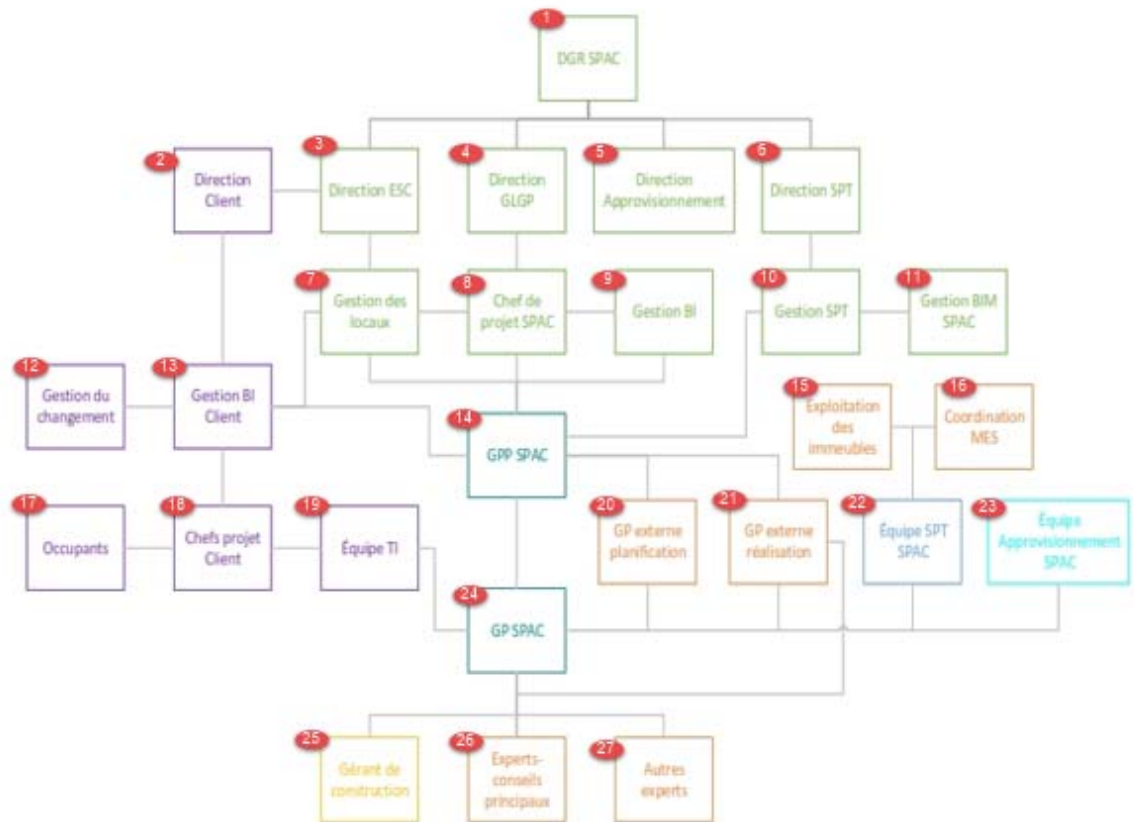 1
DGR SPAC
2
Direction
Client
3
Direction ESC
4
Direction
GLGP
5
Direction
Approvisionnement
6
Direction SPT
7
Gestion des
locaux
8
Chef de
projet SPAC
9
Gestion BI
10
Gestion SPT
11
Gestion BIM
SPAC
12
Gestion du
changement
13
Gestion BI
Client
14
GPP SPAC
15
Exploitation
des
immeubles
16
Coordination
MES
17
Occupants
18
Chefs projet
Client
19
Équipe TI
20
GP externe
planification
21
GP externe
réalisation
22
Équipe SPT
SPAC
23
Équipe
Approvisionnement
SPAC
24
GP SPAC
25
Gérant de
construction
26
Experts-
conseils
principaux
27
Autres
experts